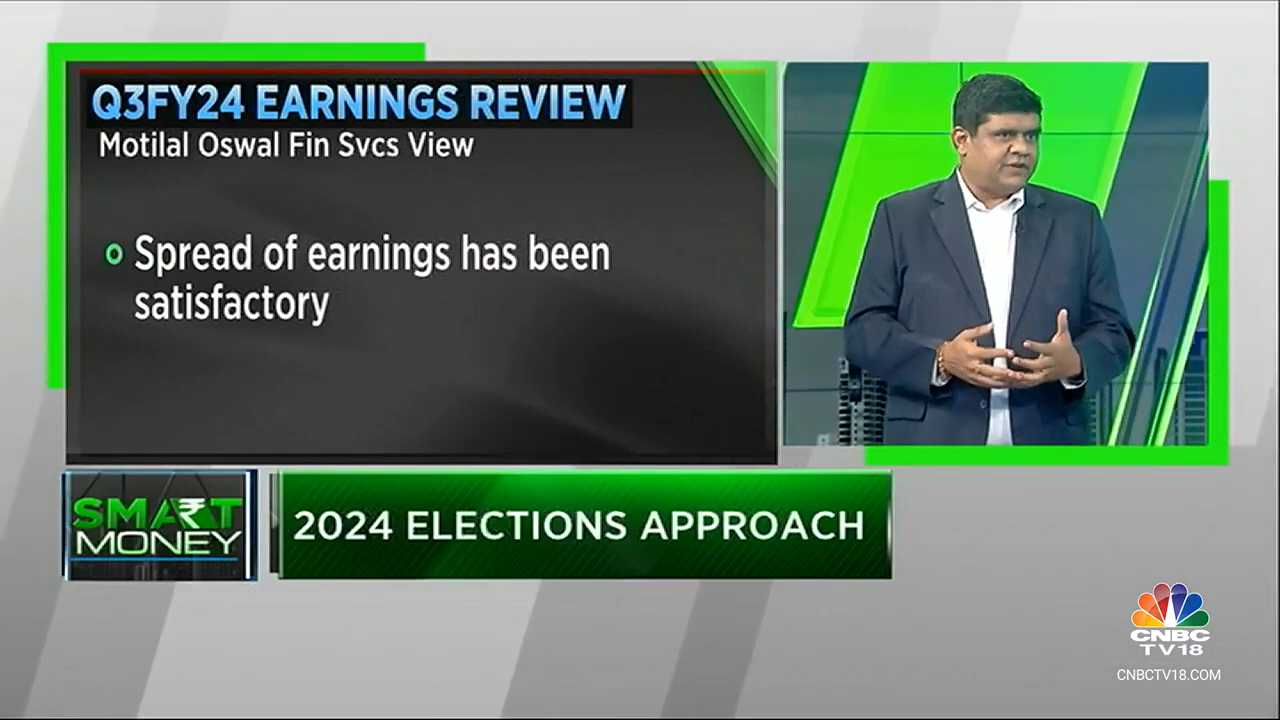 Q3FY24 EARNINGS REVIEW
Motilal Oswal Fin Svcs View
Spread of earnings has been
satisfactory
SMA₹T
MONEY
2024 ELECTIONS APPROACH
CNBC
TV18
CNBCTV18.COM